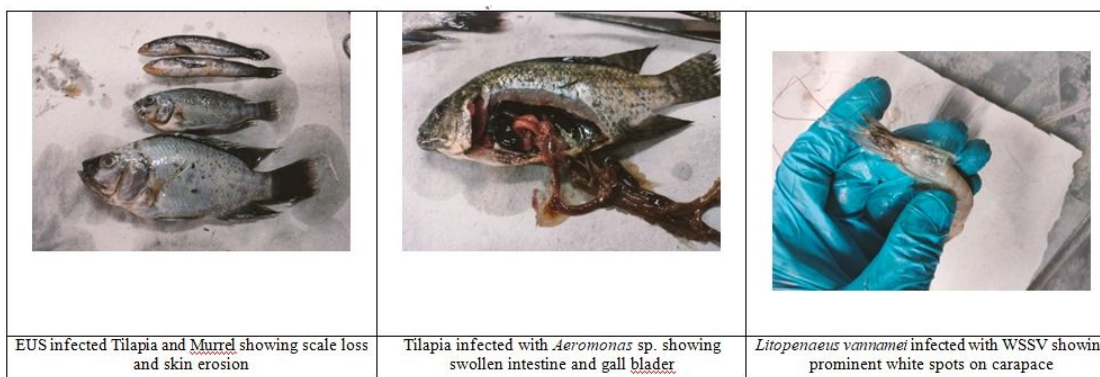 EUS infected Tilapia and Murrel showing scale loss
and skin erosion
Tilapia infected with Aeromonas sp. showing
swollen intestine and gall blader
Litopenaeus vannamei infected with WSSV showin
prominent white spots on carapace